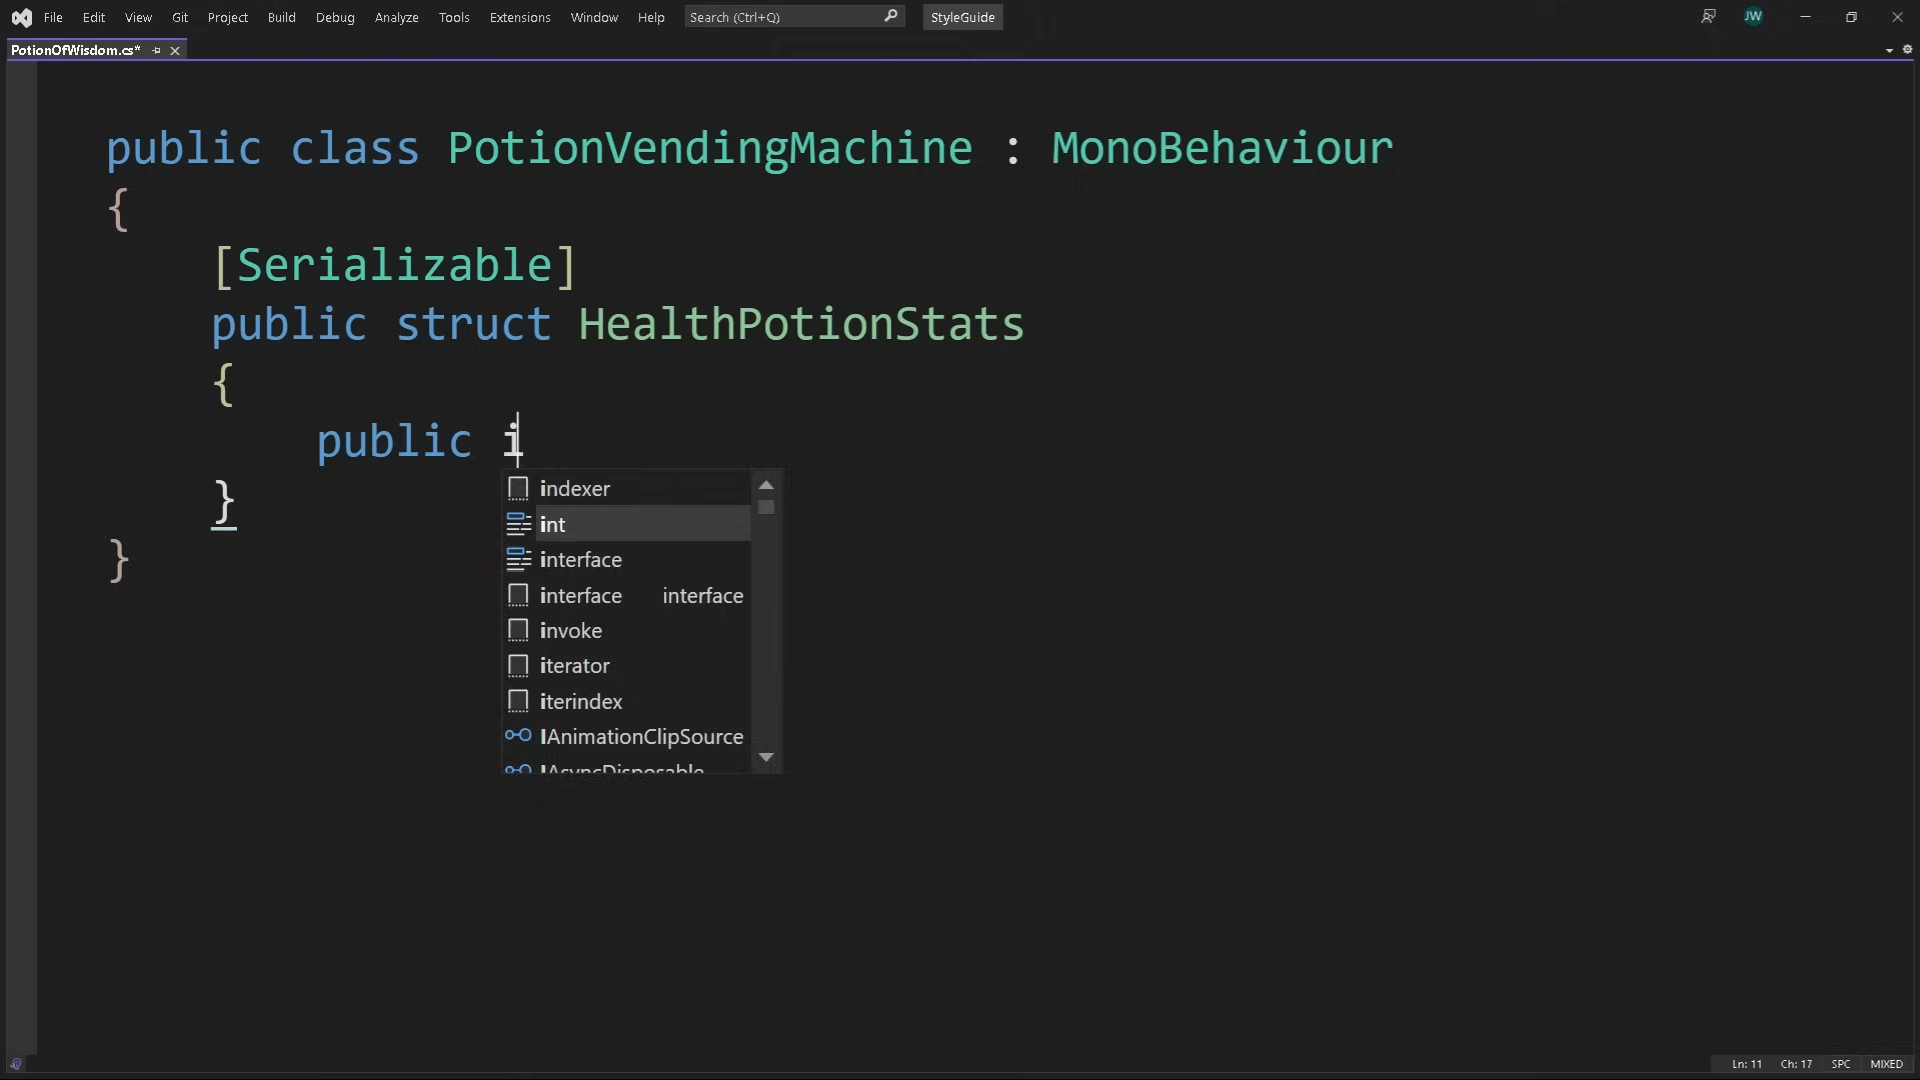 File Edit View Git Project Build Debug Analyze Tools Extensions Window Help Search (Ctrl+Q) StyleGuide JW
PotionOfWisdom.cs*
public class PotionVendingMachine : MonoBehaviour
{
[Serializable]
public struct HealthPotionStats
{
public i
indexer
int
interface
interface interface
invoke
iterator
iterindex
IAnimationClipSource
IAsyncDisposable
}
}
Ln: 11 Ch: 17 SPC MIXED